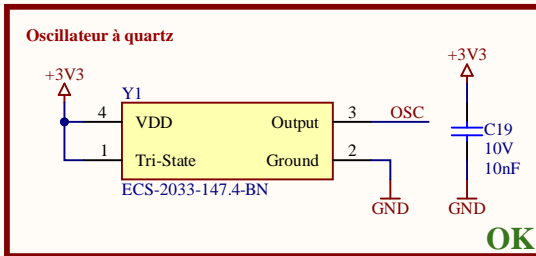 Oscillateur à quartz
+3V3
+3V3
Y1
4 VDD Output 3 OSC
1 Tri-State Ground 2
C19
10V
10nF
ECS-2033-147.4-BN
GND GND
OK